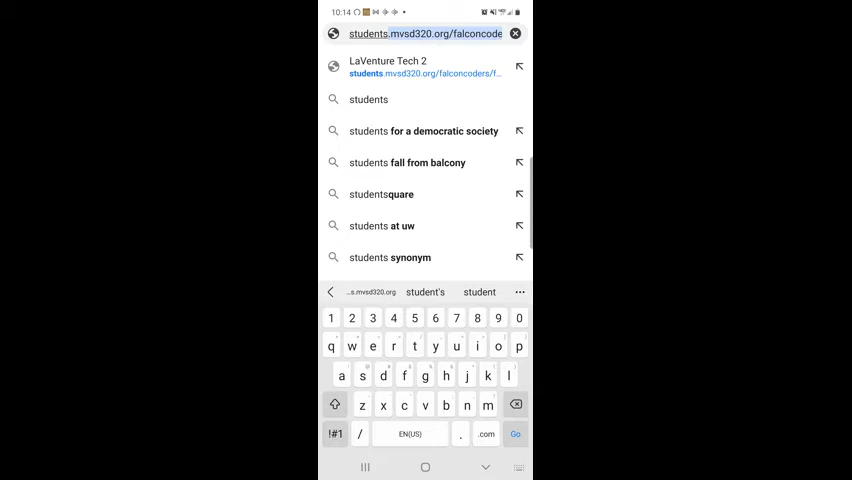 10:14
students.mvsd320.org/falconcode
LaVenture Tech 2
students.mvsd320.org/falconcoders/f...
students
students for a democratic society
students fall from balcony
studentsquare
students at uw
students synonym
...s.mvsd320.org student's student
1 2 3 4 5 6 7 8 9 0
q w e r t y u i o p
a s d f g h j k l
z x c v b n m
!#1 / EN(US) . .com Go